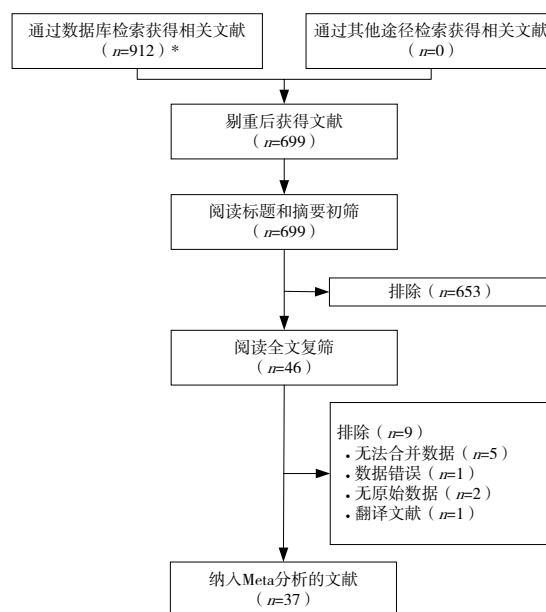 通过数据库检索获得相关文献
（n=912）*
通过其他途径检索获得相关文献
（n=0）
剔重后获得文献
（n=699）
阅读标题和摘要初筛
（n=699）
排除（n=653）
阅读全文复筛
（n=46）
排除（n=9）
• 无法合并数据（n=5）
• 数据错误（n=1）
• 无原始数据（n=2）
• 翻译文献（n=1）
纳入Meta分析的文献
（n=37）